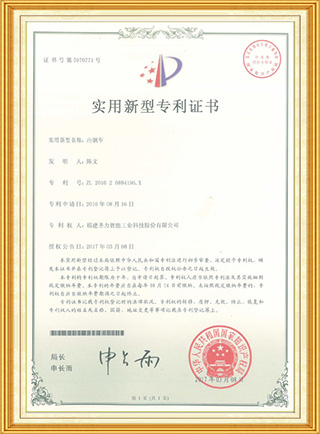 证书号第5970771号
实用新型专利证书
实用新型名称：台钢车
发明人：陈文
专利号：ZL 2016 2 0884196.X
专利申请日：2016年08月16日
专利权人：福建齐力智能工业科技股份有限公司
授权公告日：2017年03月08日
本实用新型经过本局依照中华人民共和国专利法进行初步审查，决定授予专利权，颁
发本证书并在专利登记簿上予以登记。专利权自授权公告之日起生效。
本专利的专利权期限为十年，自申请日起算。专利权人应当依照专利法及其实施细则
规定缴纳年费。本专利的年费应当在每年08月16日前缴纳。未按照规定缴纳年费的，专
利权自应当缴纳年费期满之日起终止。
专利证书记载专利权登记时的法律状况。专利权的转移、质押、无效、终止、恢复和
专利权人的姓名或名称、国籍、地址变更等事项记载在专利登记簿上。
局长
申长雨
申长雨
中华人民共和国国家知识产权局
2017年03月08日
第1页（共1页）